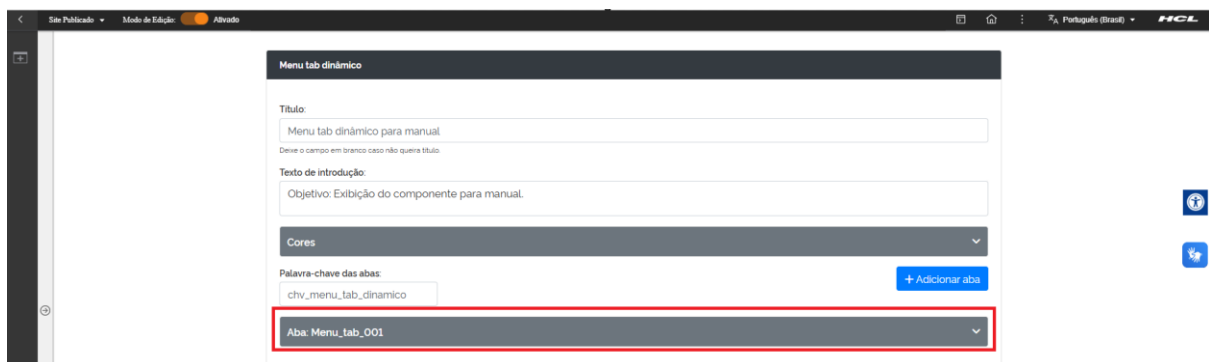 Site Publicado Modo de Edição: Ativado Português (Brasil) HCL
Menu tab dinâmico
Título:
Menu tab dinâmico para manual
Deixe o campo em branco caso não queira título.
Texto de introdução:
Objetivo: Exibição do componente para manual.
Cores
Palavra-chave das abas:
+ Adicionar aba
chv_menu_tab_dinamico
Aba: Menu_tab_001